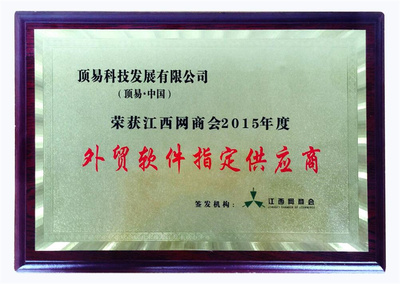 顶易科技发展有限公司
(顶易·中国)
荣获江西网商会2015年度
外贸软件指定供应商
签发机构:
江西网商会